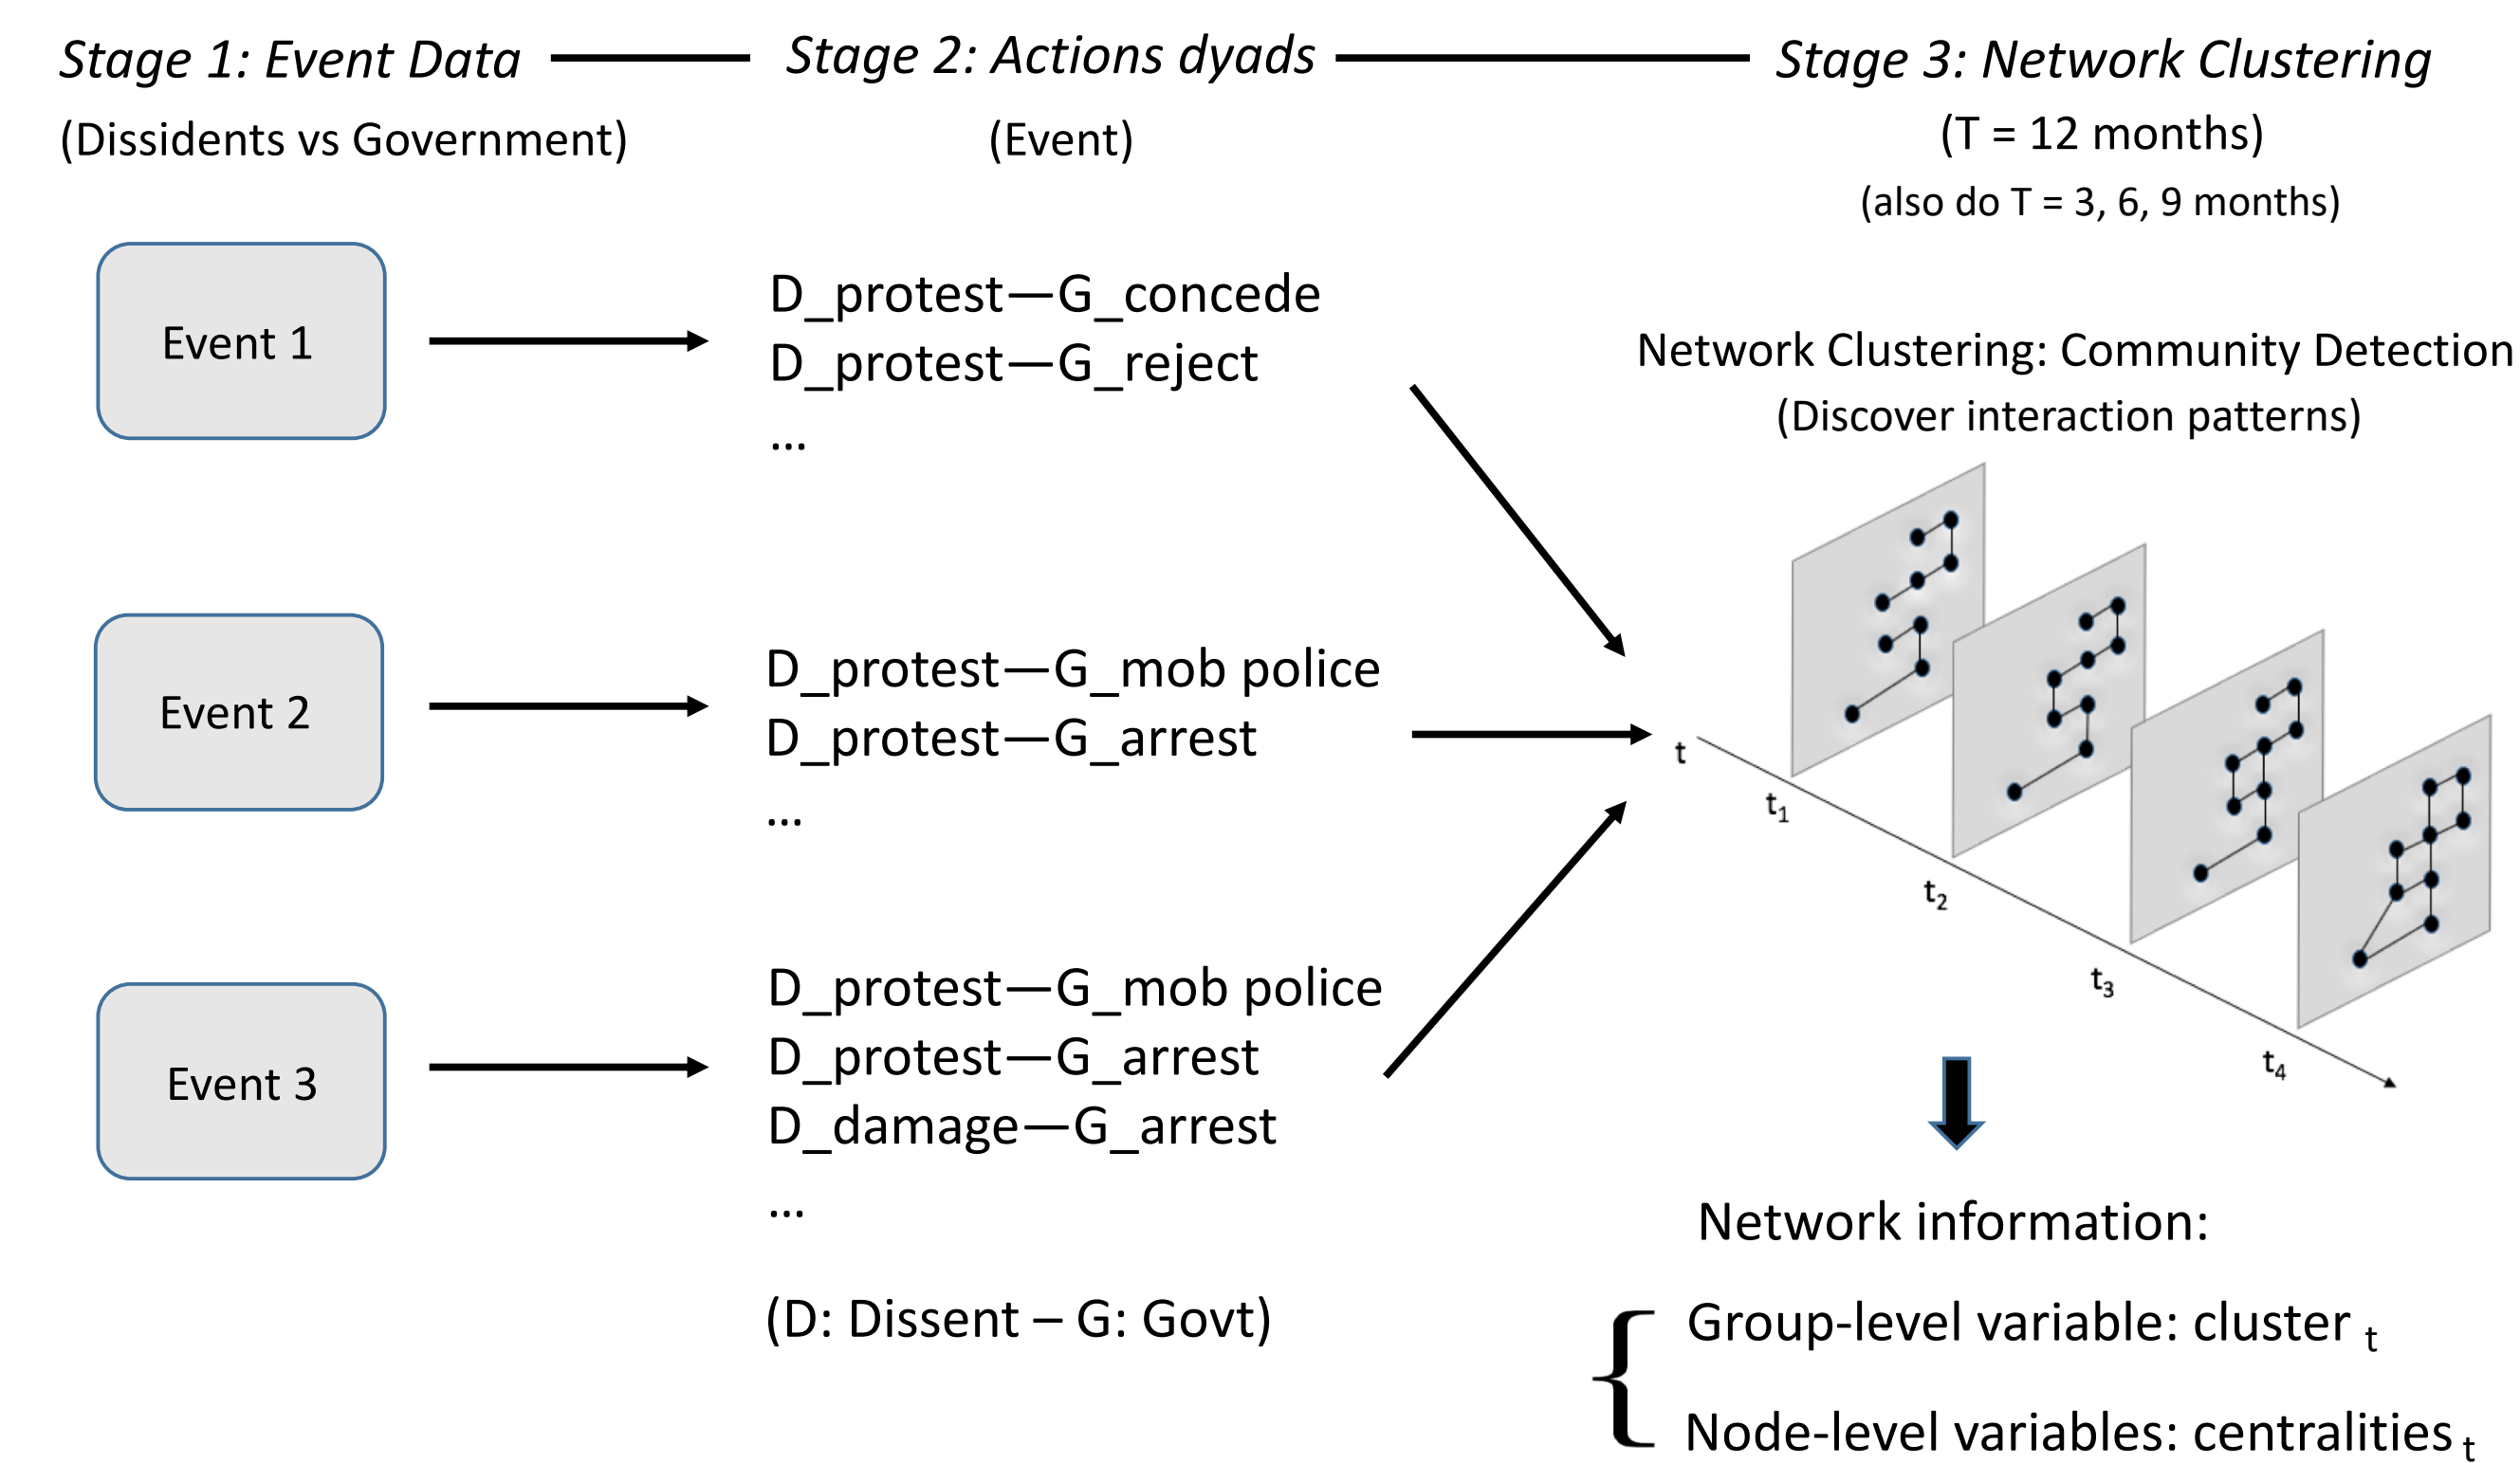 Stage 1: Event Data
(Dissidents vs Government)
Event 1
Event 2
Event 3
Stage 2: Actions dyads
(Event)
D_protest—G_concede
D_protest—G_reject
...
D_protest—G_mob police
D_protest—G_arrest
...
D_protest—G_mob police
D_protest—G_arrest
D_damage—G_arrest
...
(D: Dissent – G: Govt)
Stage 3: Network Clustering
(T = 12 months)
(also do T = 3, 6, 9 months)
Network Clustering: Community Detection
(Discover interaction patterns)
t
t1
t2
t3
t4
Network information:
Group-level variable: cluster t
Node-level variables: centralities t